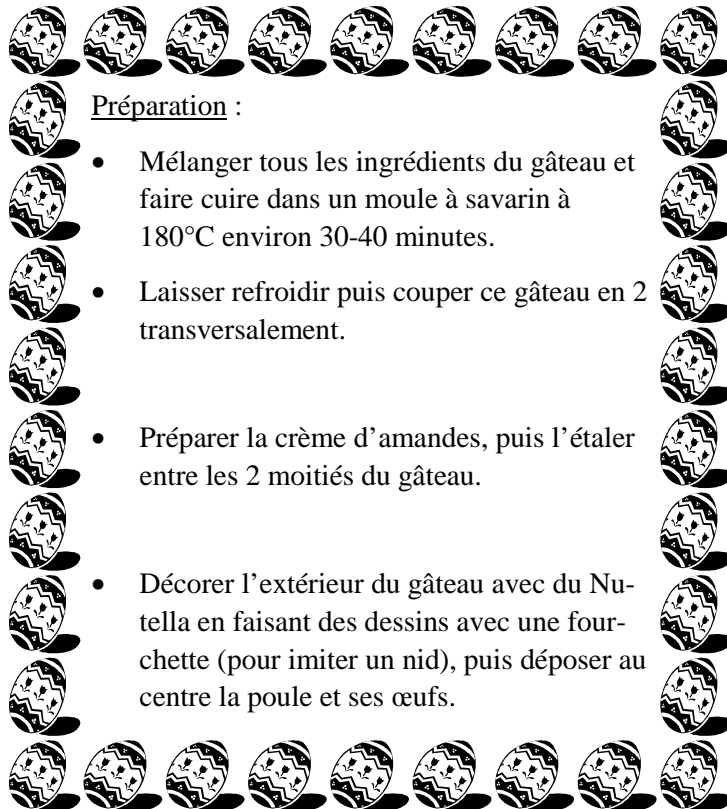 Préparation :
• Mélanger tous les ingrédients du gâteau et
faire cuire dans un moule à savarin à
180°C environ 30-40 minutes.
• Laisser refroidir puis couper ce gâteau en 2
transversalement.
• Préparer la crème d’amandes, puis l’étaler
entre les 2 moitiés du gâteau.
• Décorer l’extérieur du gâteau avec du Nu-
tella en faisant des dessins avec une four-
chette (pour imiter un nid), puis déposer au
centre la poule et ses œufs.